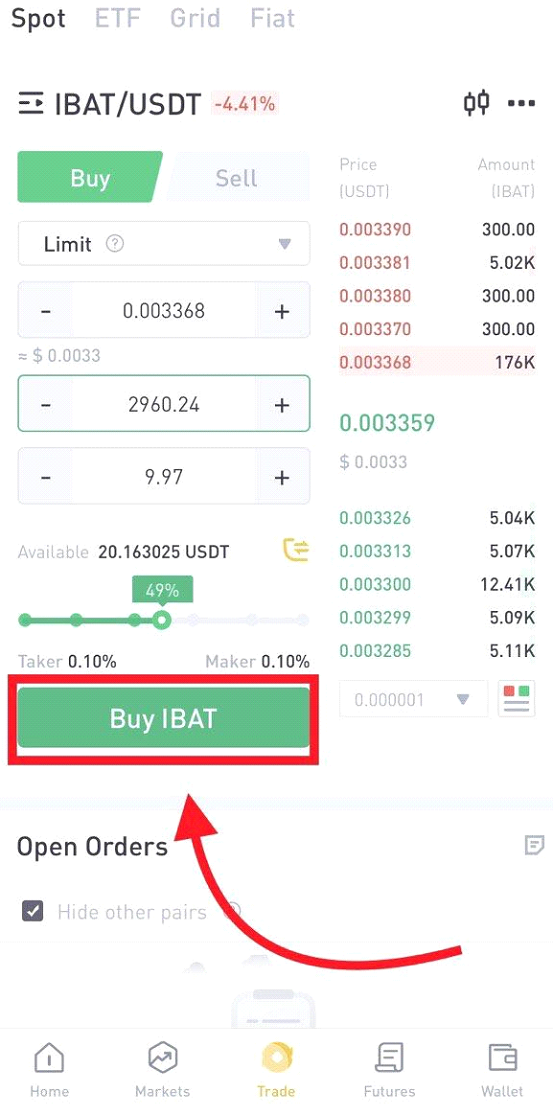 Spot ETF Grid Fiat
IBAT/USDT -4.41%
Buy Sell
Limit ?
- 0.003368 +
≈ $ 0.0033
- 2960.24 +
- 9.97 +
Available 20.163025 USDT
49%
Taker 0.10% Maker 0.10%
Buy IBAT
Price Amount
(USDT) (IBAT)
0.003390 300.00
0.003381 5.02K
0.003380 300.00
0.003370 300.00
0.003368 176K
0.003359
$ 0.0033
0.003326 5.04K
0.003313 5.07K
0.003300 12.41K
0.003299 5.09K
0.003285 5.11K
0.000001
Open Orders
Hide other pairs
Home Markets Trade Futures Wallet